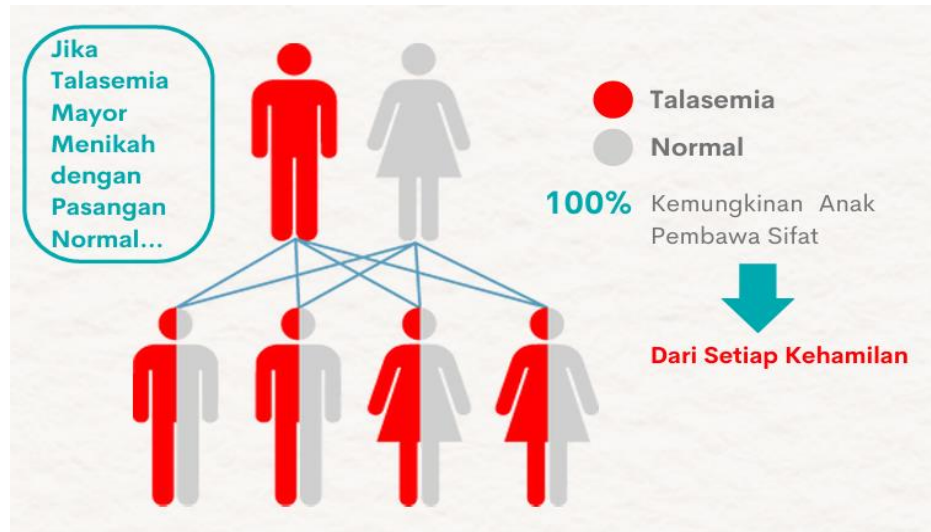 Jika
Talasemia
Mayor
Menikah
dengan
Pasangan
Normal...
Talasemia
Normal
100% Kemungkinan Anak
Pembawa Sifat
Dari Setiap Kehamilan